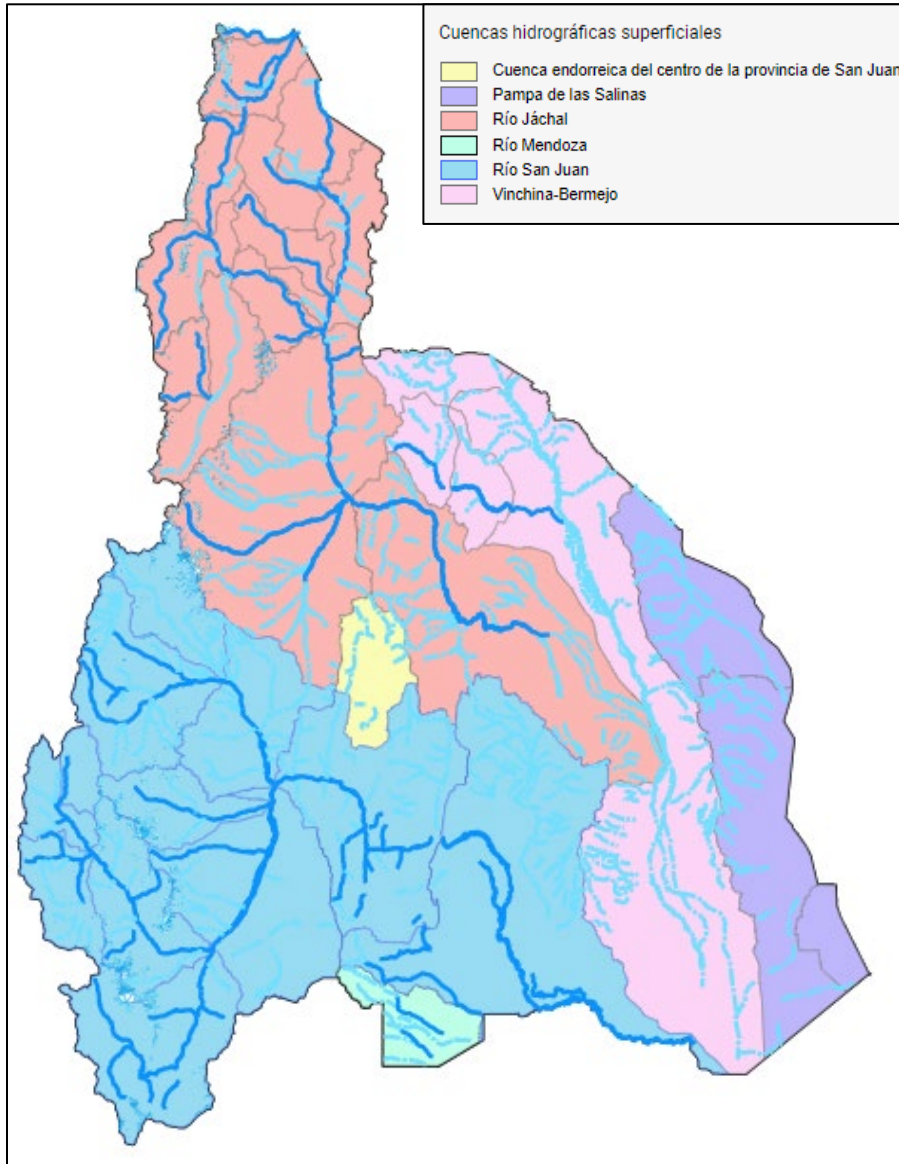 Cuencas hidrográficas superficiales
Cuenca endorreica del centro de la provincia de San Juan
Pampa de las Salinas
Río Jáchal
Río Mendoza
Río San Juan
Vinchina-Bermejo